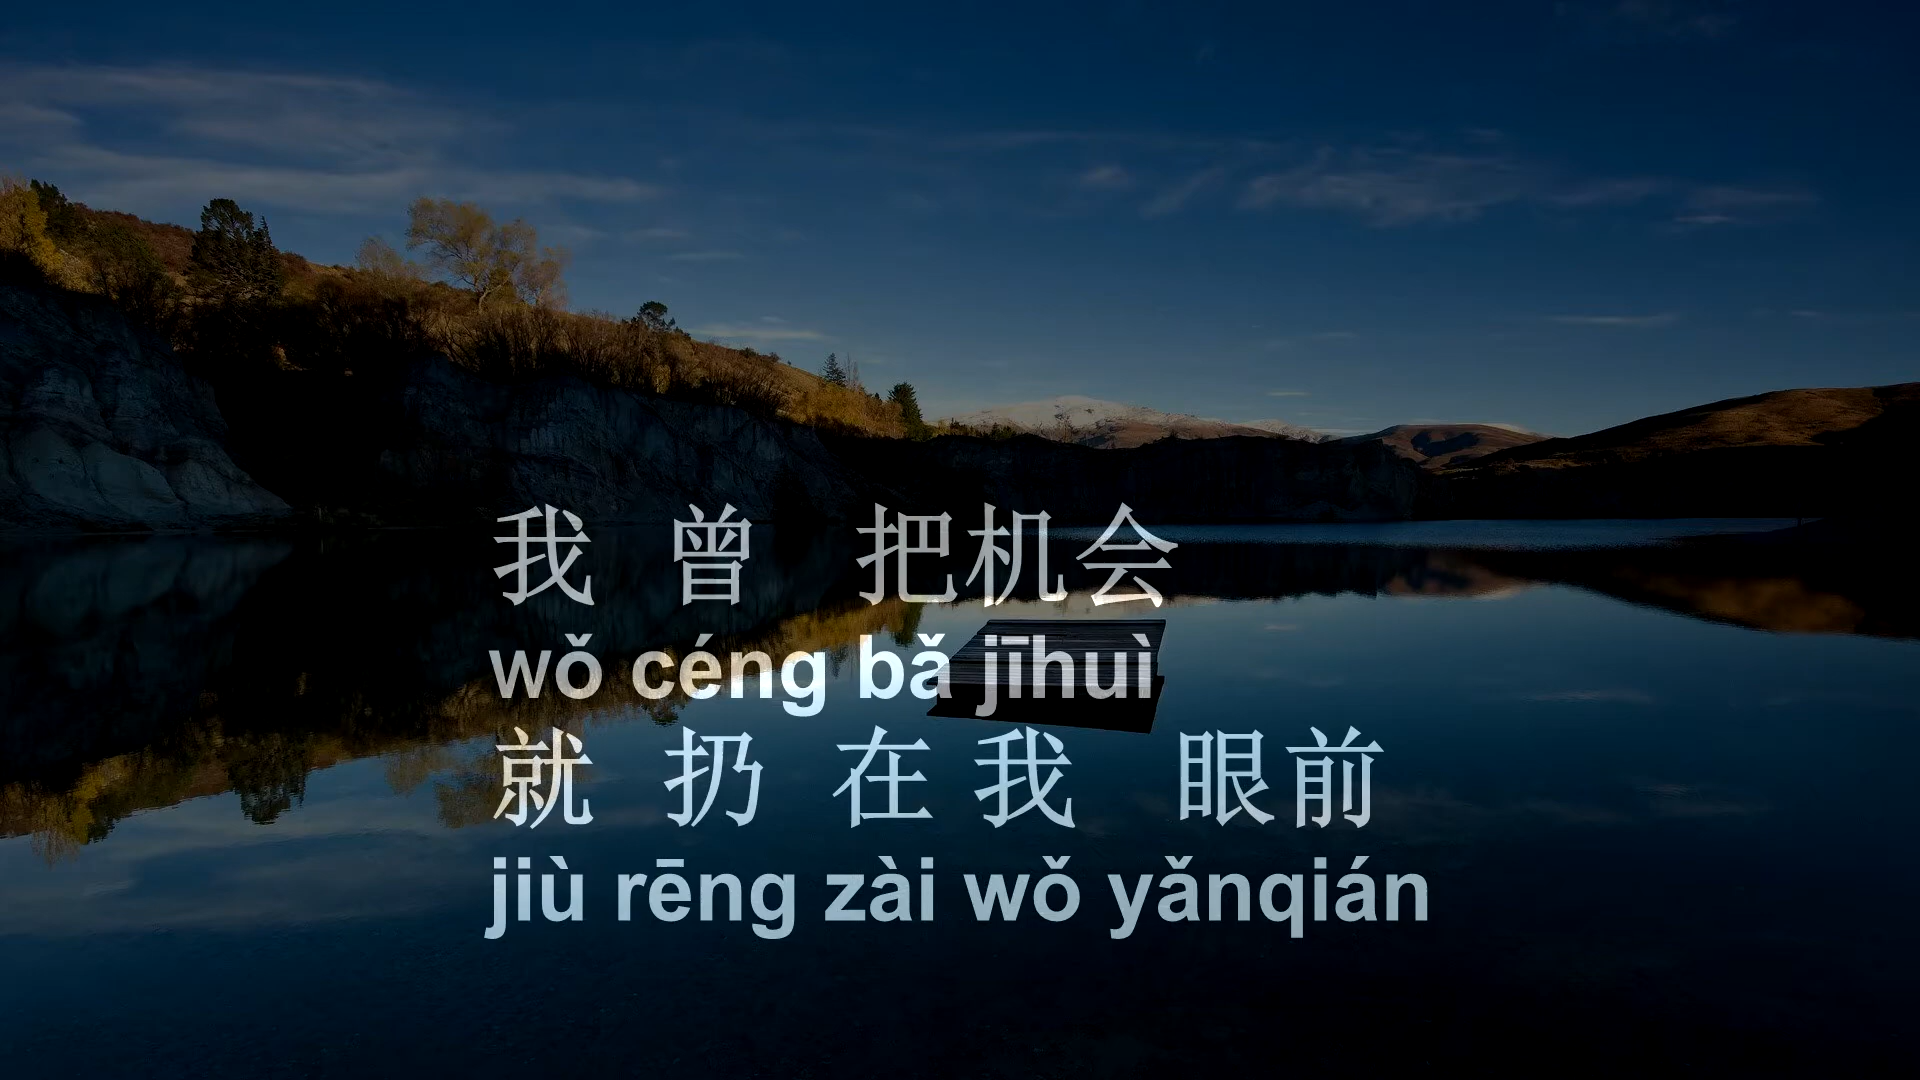 我 曾 把机会
wǒ céng bǎ jīhuì
就 扔 在 我 眼前
jiù rēng zài wǒ yǎnqián